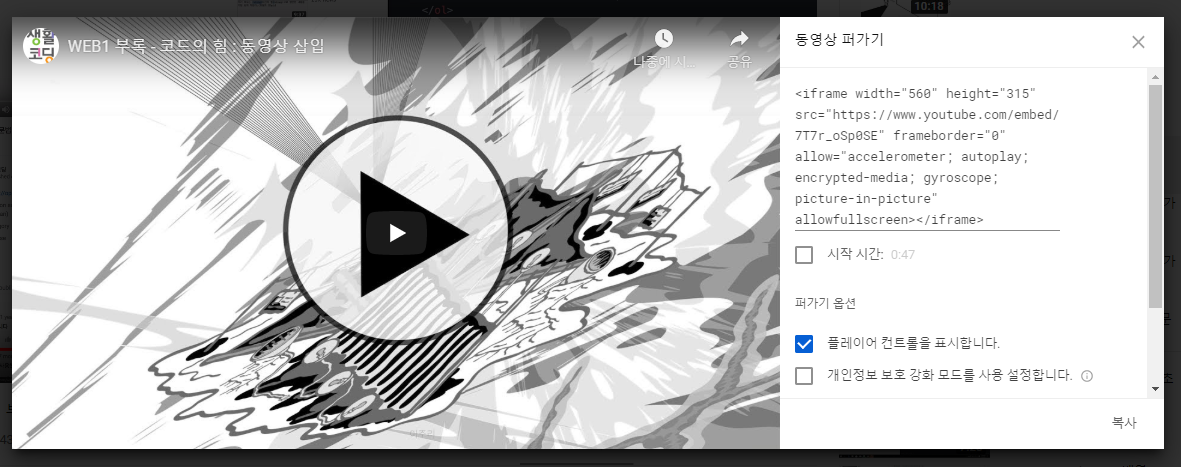 </ol>
10:18
생활
코딩
WEB1 부록 - 코드의 힘 : 동영상 삽입
나중에 시...
공유
동영상 퍼가기
<iframe width="560" height="315"
src="https://www.youtube.com/embed/
7T7r_oSp0SE" frameborder="0"
allow="accelerometer; autoplay;
encrypted-media; gyroscope;
picture-in-picture"
allowfullscreen></iframe>
시작 시간: 0:47
퍼가기 옵션
플레이어 컨트롤을 표시합니다.
개인정보 보호 강화 모드를 사용 설정합니다.
복사